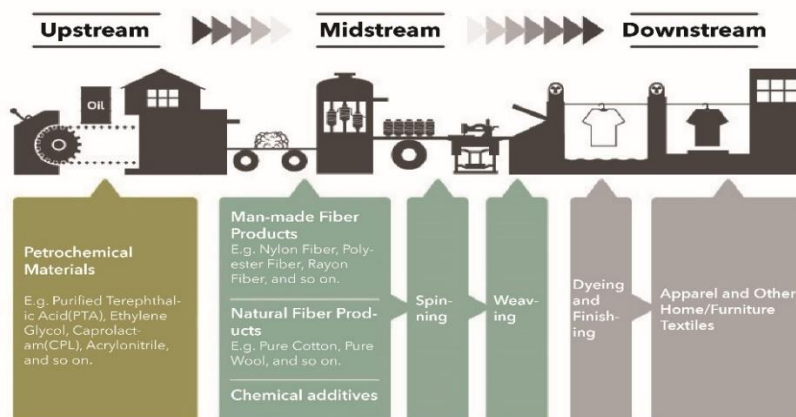 Upstream
Midstream
Downstream
Oil
Petrochemical
Materials
E.g. Purified Terephthal-
ic Acid(PTA), Ethylene
Glycol, Caprolact-
am(CPL), Acrylonitrile,
and so on.
Man-made Fiber
Products
E.g. Nylon Fiber, Poly-
ester Fiber, Rayon
Fiber, and so on.
Natural Fiber Prod-
ucts
E.g. Pure Cotton, Pure
Wool, and so on.
Chemical additives
Spin-
ning
Weav-
ing
Dyeing
and
Finish-
ing
Apparel and Other
Home/Furniture
Textiles